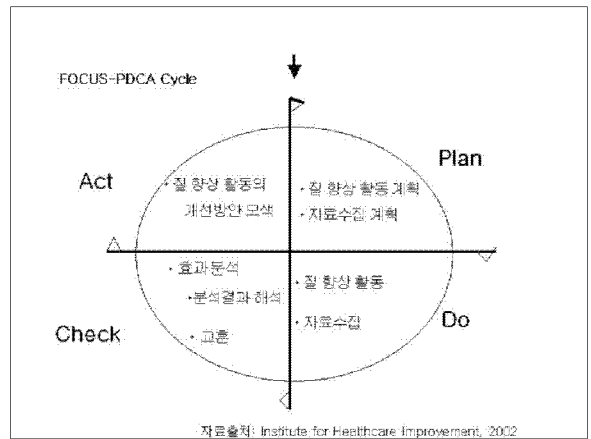 FOCUS-PDCA Cycle
Act
• 질 향상 활동의
개선방안 모색
Plan
• 질 향상 활동 계획
• 자료수집 계획
Check
• 효과분석
• 분석결과 해석
• 교훈
Do
• 질 향상 활동
• 자료수집
자료출처: Institute for Healthcare Improvement, 2002